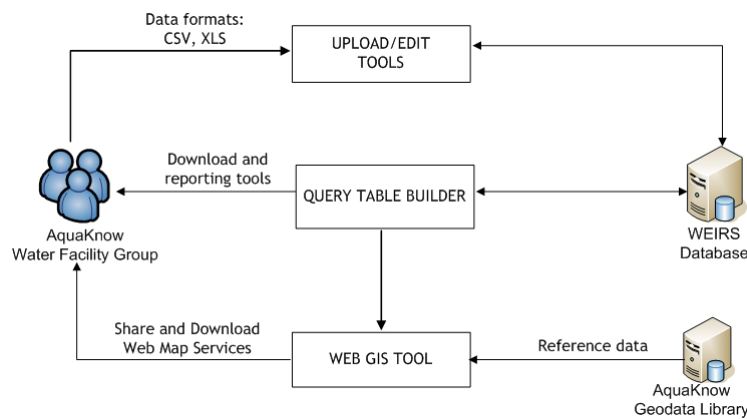 Data formats:
CSV, XLS
UPLOAD/EDIT
TOOLS
Download and
reporting tools
QUERY TABLE BUILDER
AquaKnow
Water Facility Group
WEIRS
Database
Share and Download
Web Map Services
WEB GIS TOOL
Reference data
AquaKnow
Geodata Library